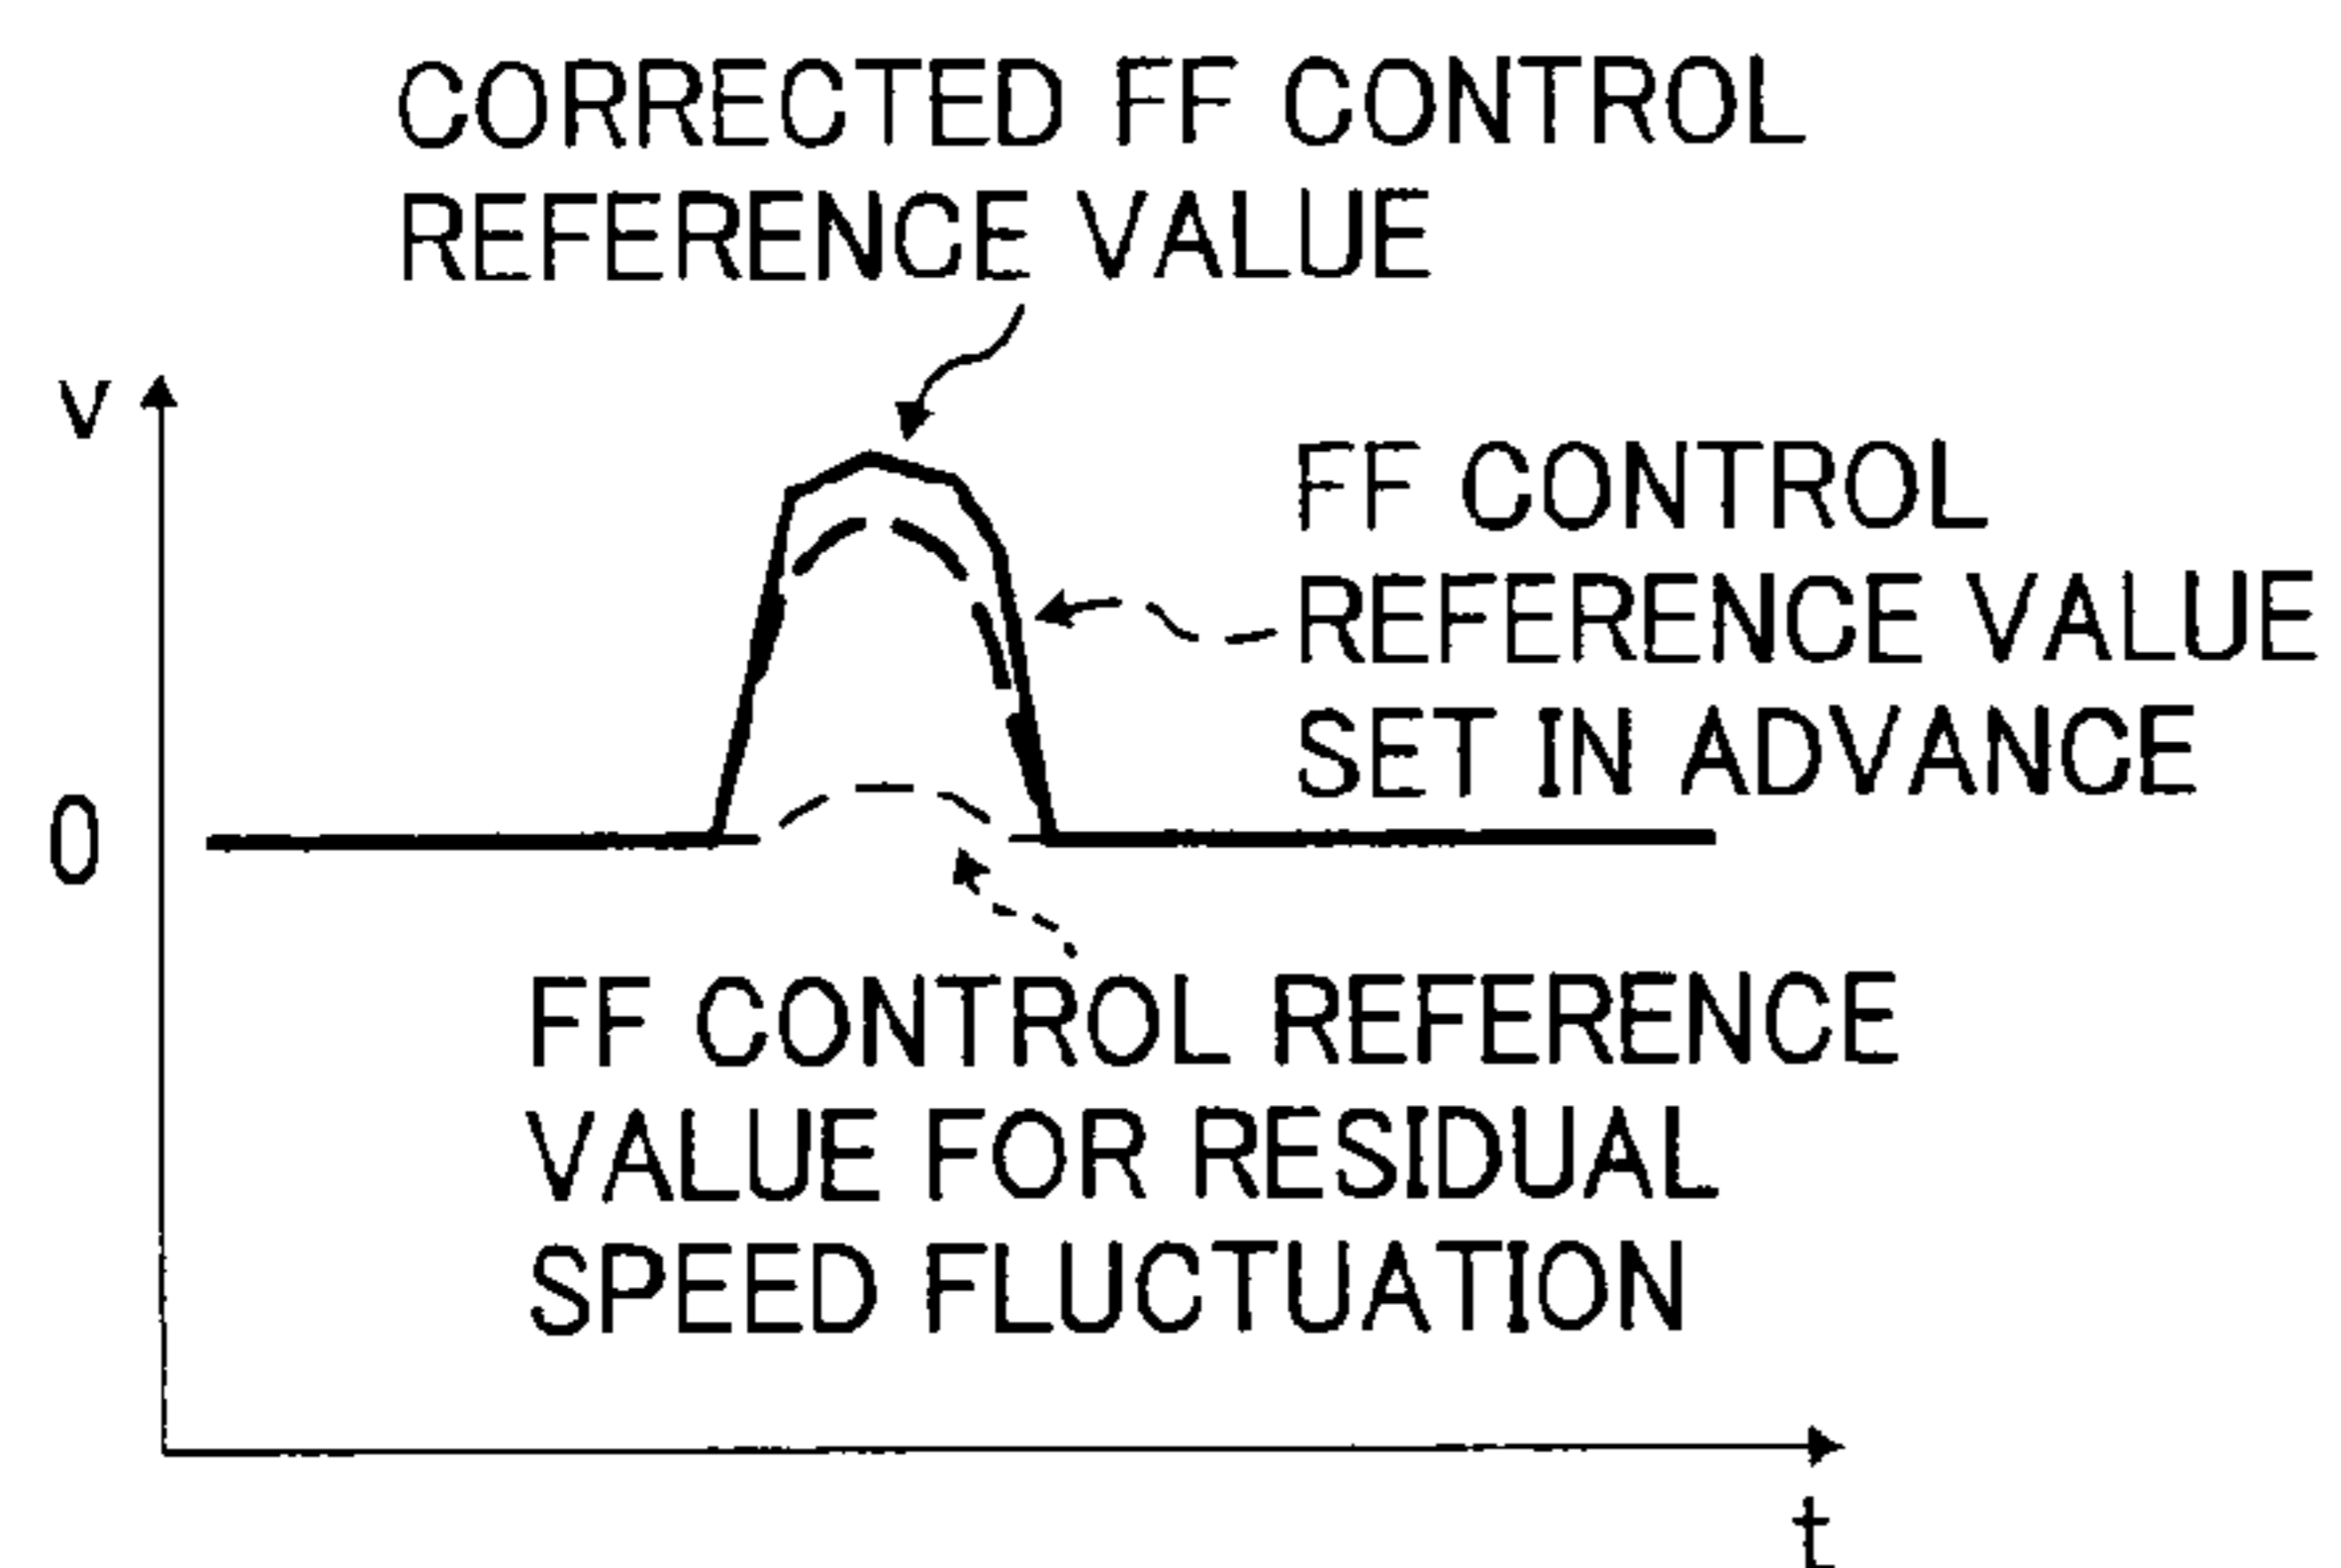 CORRECTED FF CONTROL
REFERENCE VALUE
v
FF CONTROL
REFERENCE VALUE
SET IN ADVANCE
0
FF CONTROL REFERENCE
VALUE FOR RESIDUAL
SPEED FLUCTUATION
t